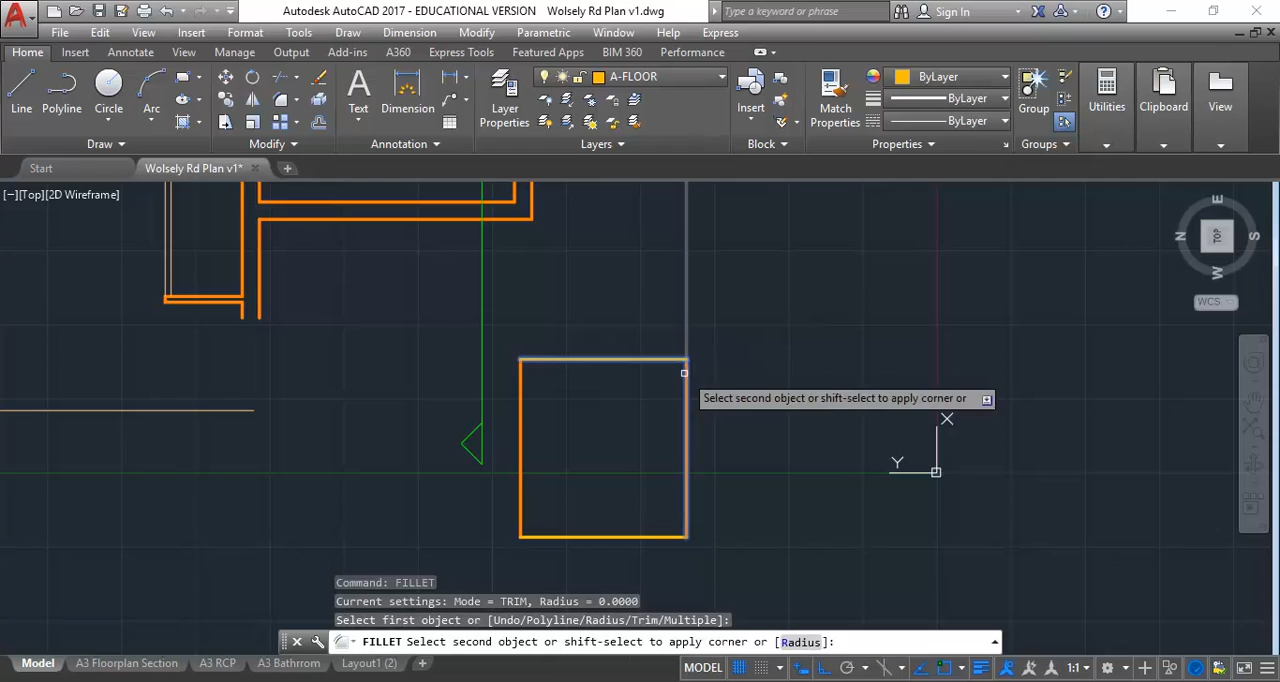 Autodesk AutoCAD 2017 - EDUCATIONAL VERSION Wolsely Rd Plan v1.dwg
Type a keyword or phrase
Sign In
File Edit View Insert Format Tools Draw Dimension Modify Parametric Window Help Express
Home Insert Annotate View Manage Output Add-ins A360 Express Tools Featured Apps BIM 360 Performance
A-FLOOR
ByLayer
ByLayer
ByLayer
Line Polyline Circle Arc Text Dimension Layer Properties Insert Match Properties Group Utilities Clipboard View
Draw Modify Annotation Layers Block Properties Groups
Start Wolsely Rd Plan v1*
[−][Top][2D Wireframe]
E
N TOP S
W
WCS
Select second object or shift-select to apply corner or
X
Y
Command: FILLET
Current settings: Mode = TRIM, Radius = 0.0000
Select first object or [Undo/Polyline/Radius/Trim/Multiple]:
FILLET Select second object or shift-select to apply corner or [Radius]:
Model A3 Floorplan Section A3 RCP A3 Bathrrom Layout1 (2)
MODEL 1:1